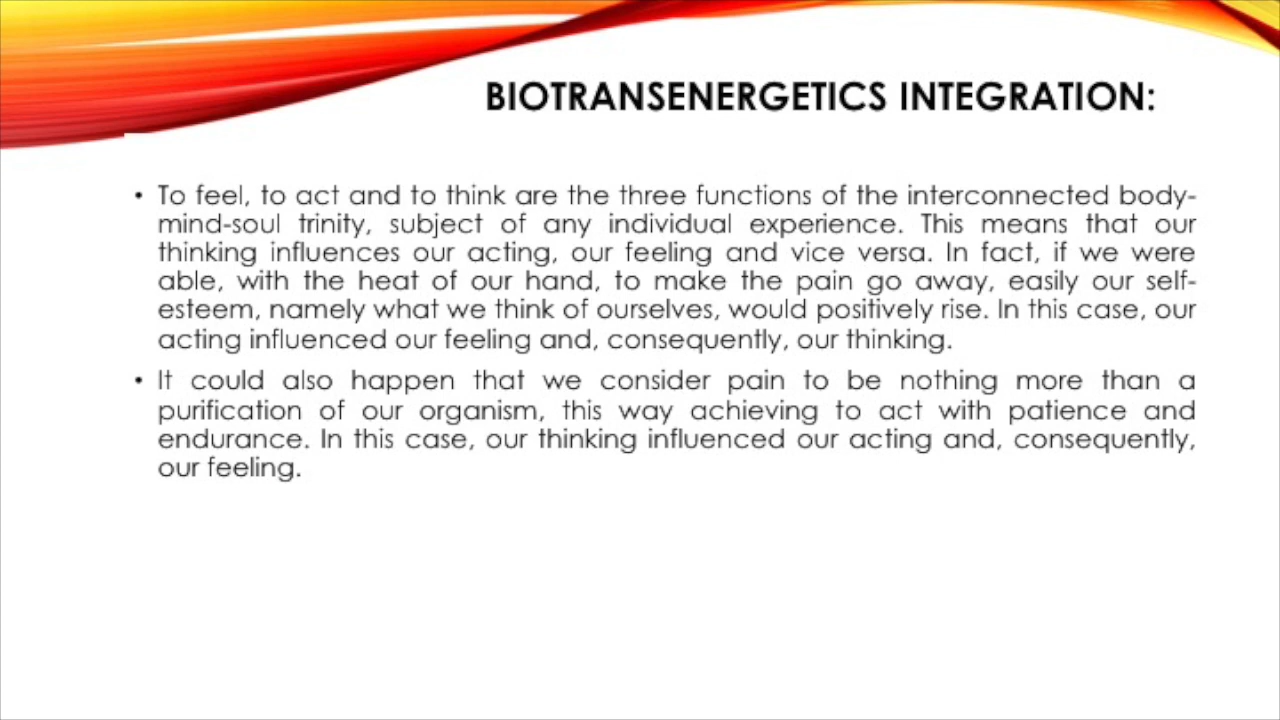 BIOTRANSENERGETICS INTEGRATION:
• To feel, to act and to think are the three functions of the interconnected body-
mind-soul trinity, subject of any individual experience. This means that our
thinking influences our acting, our feeling and vice versa. In fact, if we were
able, with the heat of our hand, to make the pain go away, easily our self-
esteem, namely what we think of ourselves, would positively rise. In this case, our
acting influenced our feeling and, consequently, our thinking.
• It could also happen that we consider pain to be nothing more than a
purification of our organism, this way achieving to act with patience and
endurance. In this case, our thinking influenced our acting and, consequently,
our feeling.